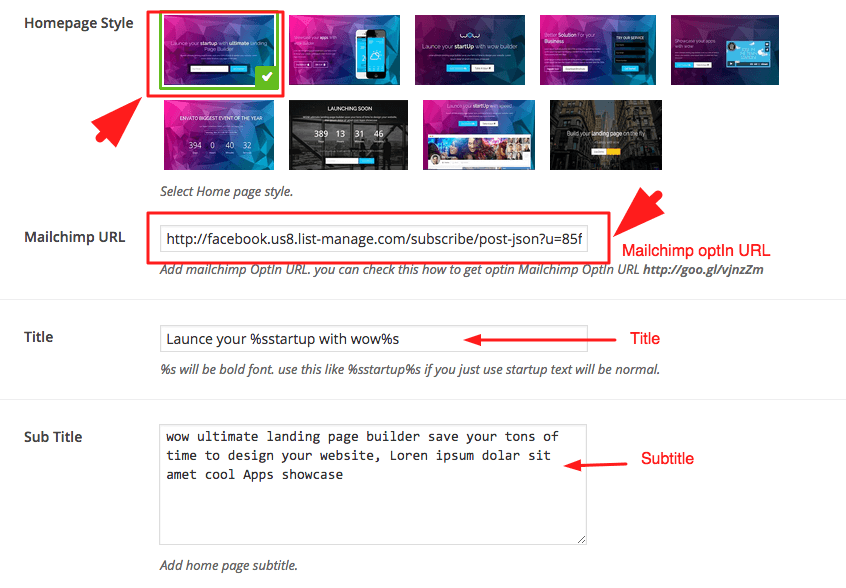 Homepage Style
Launce your startup with ultimate landing
Page Builder
Showcase your apps with
wow builder
WOW
Launce your startUp with wow builder
Better Solution For your
Business
TRY OUR SERVICE
Showcase your apps
with wow
ENVATO BIGGEST EVENT OF THE YEAR
394 0 40 32
LAUNCHING SOON
389 13 31 46
Launce your startUp with speed
Build your landing page on the fly
Select Home page style.
Mailchimp URL
http://facebook.us8.list-manage.com/subscribe/post-json?u=85f
Mailchimp optIn URL
Add mailchimp OptIn URL. you can check this how to get optin Mailchimp OptIn URL http://goo.gl/vjnzZm
Title
Launce your %sstartup with wow%s
Title
%s will be bold font. use this like %sstartup%s if you just use startup text will be normal.
Sub Title
wow ultimate landing page builder save your tons of
time to design your website, Loren ipsum dolar sit
amet cool Apps showcase
Subtitle
Add home page subtitle.